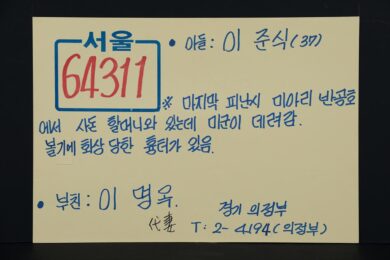 서울
64311
• 아들: 이 준식(37)
※ 마지막 피난시 미아리 반공호
에서 사돈 할머니와 있는데 미군이 데려감.
볼기에 화상 당한 흉터가 있음.
• 부친: 이 명옥.
代妻
경기 의정부
T: 2-4194(의정부)